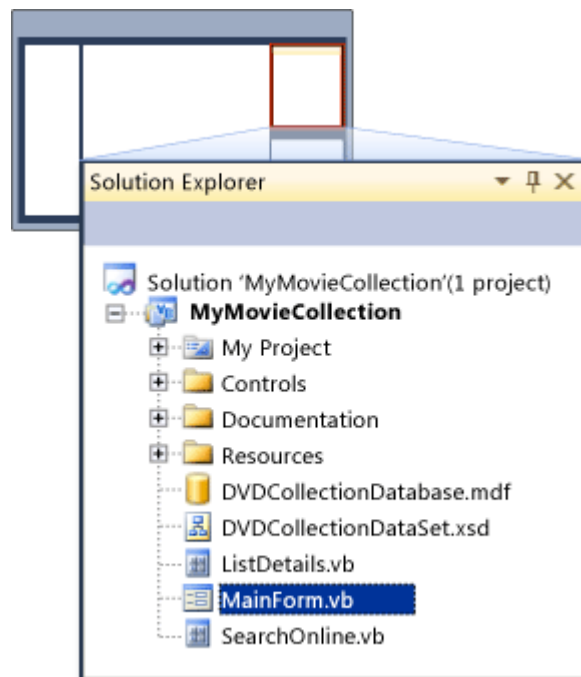 Solution Explorer
Solution 'MyMovieCollection'(1 project)
MyMovieCollection
My Project
Controls
Documentation
Resources
DVDCollectionDatabase.mdf
DVDCollectionDataSet.xsd
ListDetails.vb
MainForm.vb
SearchOnline.vb